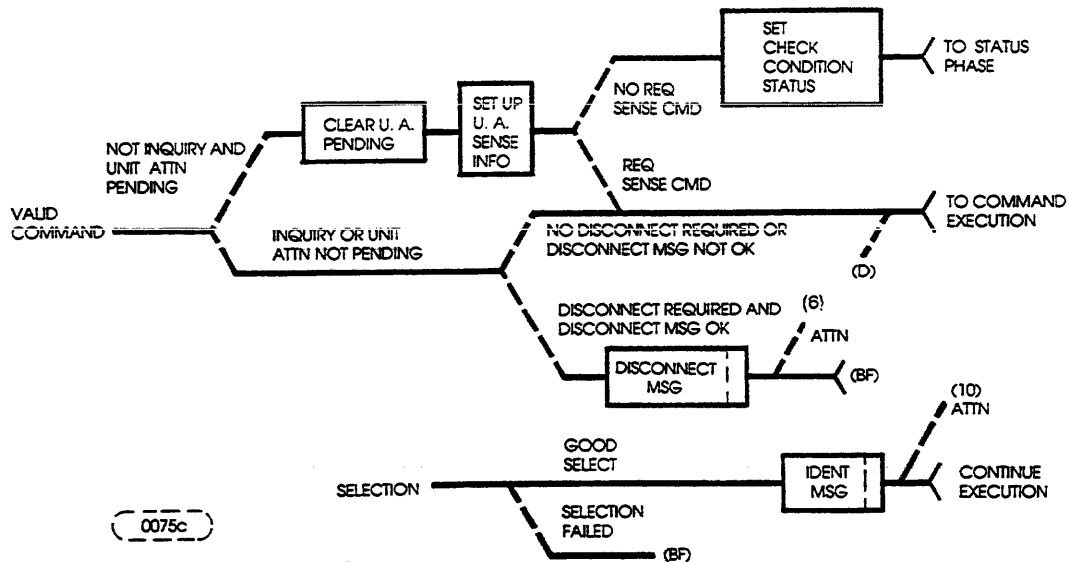 SET
CHECK
CONDITION
STATUS
TO STATUS
PHASE
NO REQ
SENSE CMD
SET UP
U. A.
SENSE
INFO
CLEAR U. A.
PENDING
NOT INQUIRY AND
UNIT ATTN
PENDING
REQ
SENSE CMD
VALID
COMMAND
TO COMMAND
EXECUTION
INQUIRY OR UNIT
ATTN NOT PENDING
NO DISCONNECT REQUIRED OR
DISCONNECT MSG NOT OK
(D)
DISCONNECT REQUIRED AND
DISCONNECT MSG OK
(6)
ATTN
DISCONNECT
MSG
(BF)
(10)
ATTN
GOOD
SELECT
SELECTION
IDENT
MSG
CONTINUE
EXECUTION
SELECTION
FAILED
(BF)
0075c